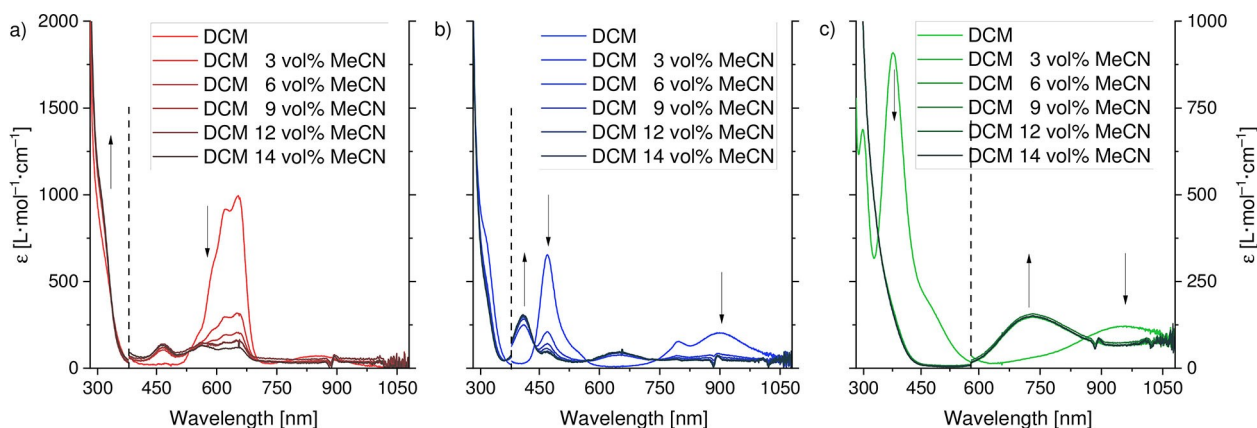 a)
2000
1500
1000
500
0
ε [L·mol⁻¹·cm⁻¹]
DCM
DCM 3 vol% MeCN
DCM 6 vol% MeCN
DCM 9 vol% MeCN
DCM 12 vol% MeCN
DCM 14 vol% MeCN
300 450 600 750 900 1050
Wavelength [nm]
b)
DCM
DCM 3 vol% MeCN
DCM 6 vol% MeCN
DCM 9 vol% MeCN
DCM 12 vol% MeCN
DCM 14 vol% MeCN
300 450 600 750 900 1050
Wavelength [nm]
c)
DCM
DCM 3 vol% MeCN
DCM 6 vol% MeCN
DCM 9 vol% MeCN
DCM 12 vol% MeCN
DCM 14 vol% MeCN
300 450 600 750 900 1050
Wavelength [nm]
1000
750
500
250
0
ε [L·mol⁻¹·cm⁻¹]